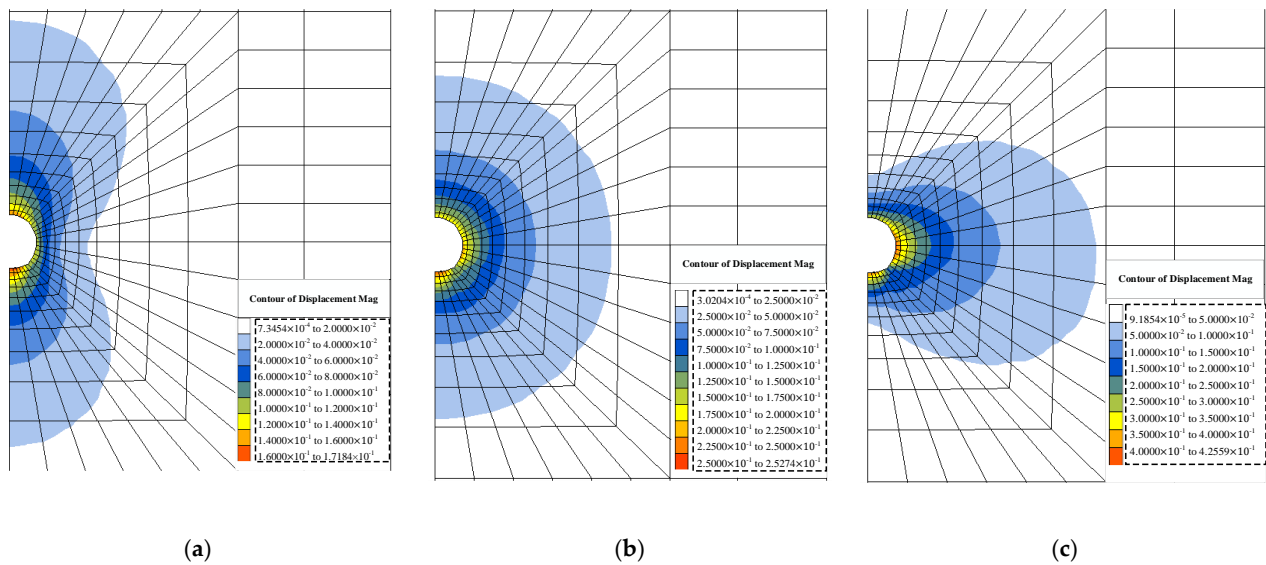 Contour of Displacement Mag
7.3454×10⁻⁴ to 2.0000×10⁻²
2.0000×10⁻² to 4.0000×10⁻²
4.0000×10⁻² to 6.0000×10⁻²
6.0000×10⁻² to 8.0000×10⁻²
8.0000×10⁻² to 1.0000×10⁻¹
1.0000×10⁻¹ to 1.2000×10⁻¹
1.2000×10⁻¹ to 1.4000×10⁻¹
1.4000×10⁻¹ to 1.6000×10⁻¹
1.6000×10⁻¹ to 1.7184×10⁻¹
(a)
Contour of Displacement Mag
3.0204×10⁻⁴ to 2.5000×10⁻²
2.5000×10⁻² to 5.0000×10⁻²
5.0000×10⁻² to 7.5000×10⁻²
7.5000×10⁻² to 1.0000×10⁻¹
1.0000×10⁻¹ to 1.2500×10⁻¹
1.2500×10⁻¹ to 1.5000×10⁻¹
1.5000×10⁻¹ to 1.7500×10⁻¹
1.7500×10⁻¹ to 2.0000×10⁻¹
2.0000×10⁻¹ to 2.2500×10⁻¹
2.2500×10⁻¹ to 2.5000×10⁻¹
2.5000×10⁻¹ to 2.5274×10⁻¹
(b)
Contour of Displacement Mag
9.1854×10⁻⁵ to 5.0000×10⁻²
5.0000×10⁻² to 1.0000×10⁻¹
1.0000×10⁻¹ to 1.5000×10⁻¹
1.5000×10⁻¹ to 2.0000×10⁻¹
2.0000×10⁻¹ to 2.5000×10⁻¹
2.5000×10⁻¹ to 3.0000×10⁻¹
3.0000×10⁻¹ to 3.5000×10⁻¹
3.5000×10⁻¹ to 4.0000×10⁻¹
4.0000×10⁻¹ to 4.2559×10⁻¹
(c)